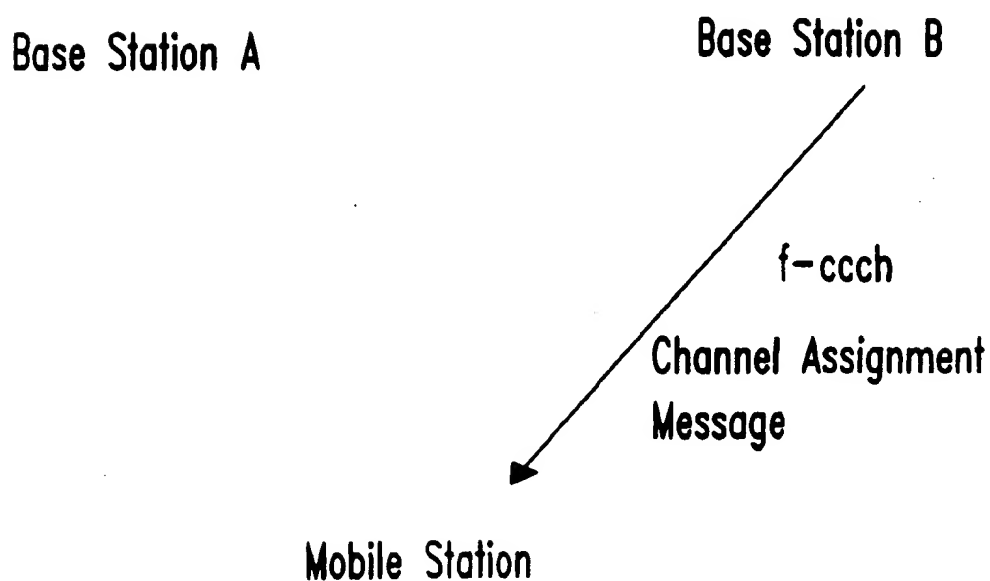 Base Station A
Base Station B
f-ccch
Channel Assignment
Message
Mobile Station